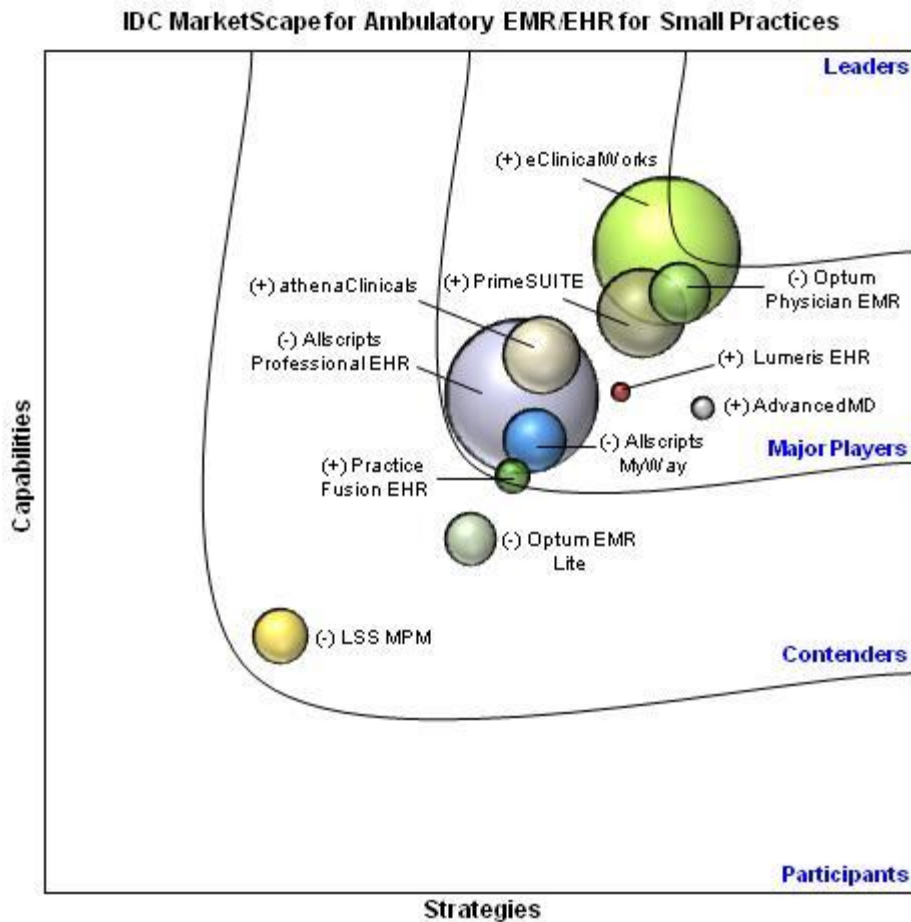 IDC MarketScape for Ambulatory EMR/EHR for Small Practices
Leaders
(+) eClinicalWorks
(+) athenaClinicals
(+) PrimeSUITE
(-) Optum
Physician EMR
(-) Allscripts
Professional EHR
(+) Lumeris EHR
(+) AdvancedMD
(-) Allscripts
MyWay
Major Players
(+) Practice
Fusion EHR
(-) Optum EMR
Lite
(-) LSS MPM
Contenders
Participants
Capabilities
Strategies